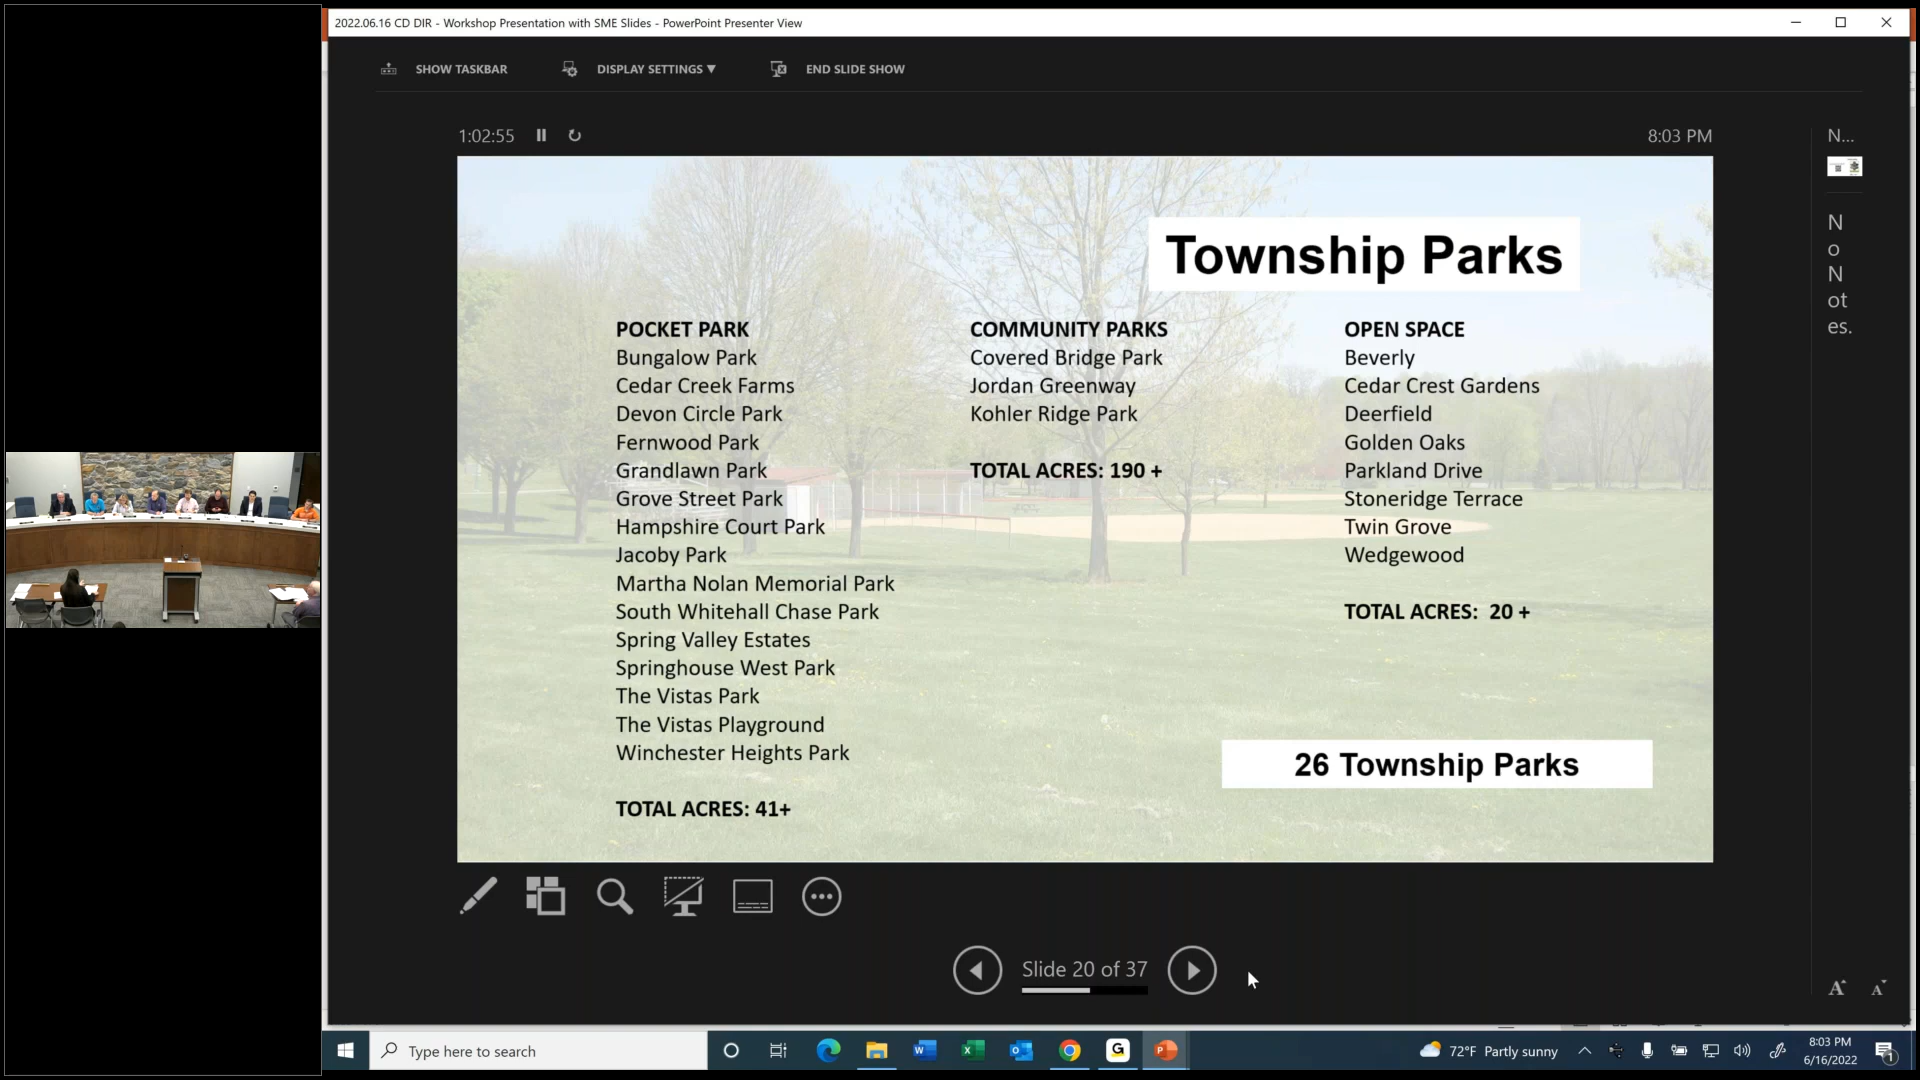 2022.06.16 CD DIR - Workshop Presentation with SME Slides - PowerPoint Presenter View
SHOW TASKBAR
DISPLAY SETTINGS ▼
END SLIDE SHOW
1:02:55
8:03 PM
N...
Township Parks
POCKET PARK
Bungalow Park
Cedar Creek Farms
Devon Circle Park
Fernwood Park
Grandlawn Park
Grove Street Park
Hampshire Court Park
Jacoby Park
Martha Nolan Memorial Park
South Whitehall Chase Park
Spring Valley Estates
Springhouse West Park
The Vistas Park
The Vistas Playground
Winchester Heights Park
TOTAL ACRES: 41+
COMMUNITY PARKS
Covered Bridge Park
Jordan Greenway
Kohler Ridge Park
TOTAL ACRES: 190 +
OPEN SPACE
Beverly
Cedar Crest Gardens
Deerfield
Golden Oaks
Parkland Drive
Stoneridge Terrace
Twin Grove
Wedgewood
TOTAL ACRES: 20 +
26 Township Parks
N
o
N
ot
es.
Slide 20 of 37
A
A
Type here to search
72°F Partly sunny
8:03 PM
6/16/2022
1